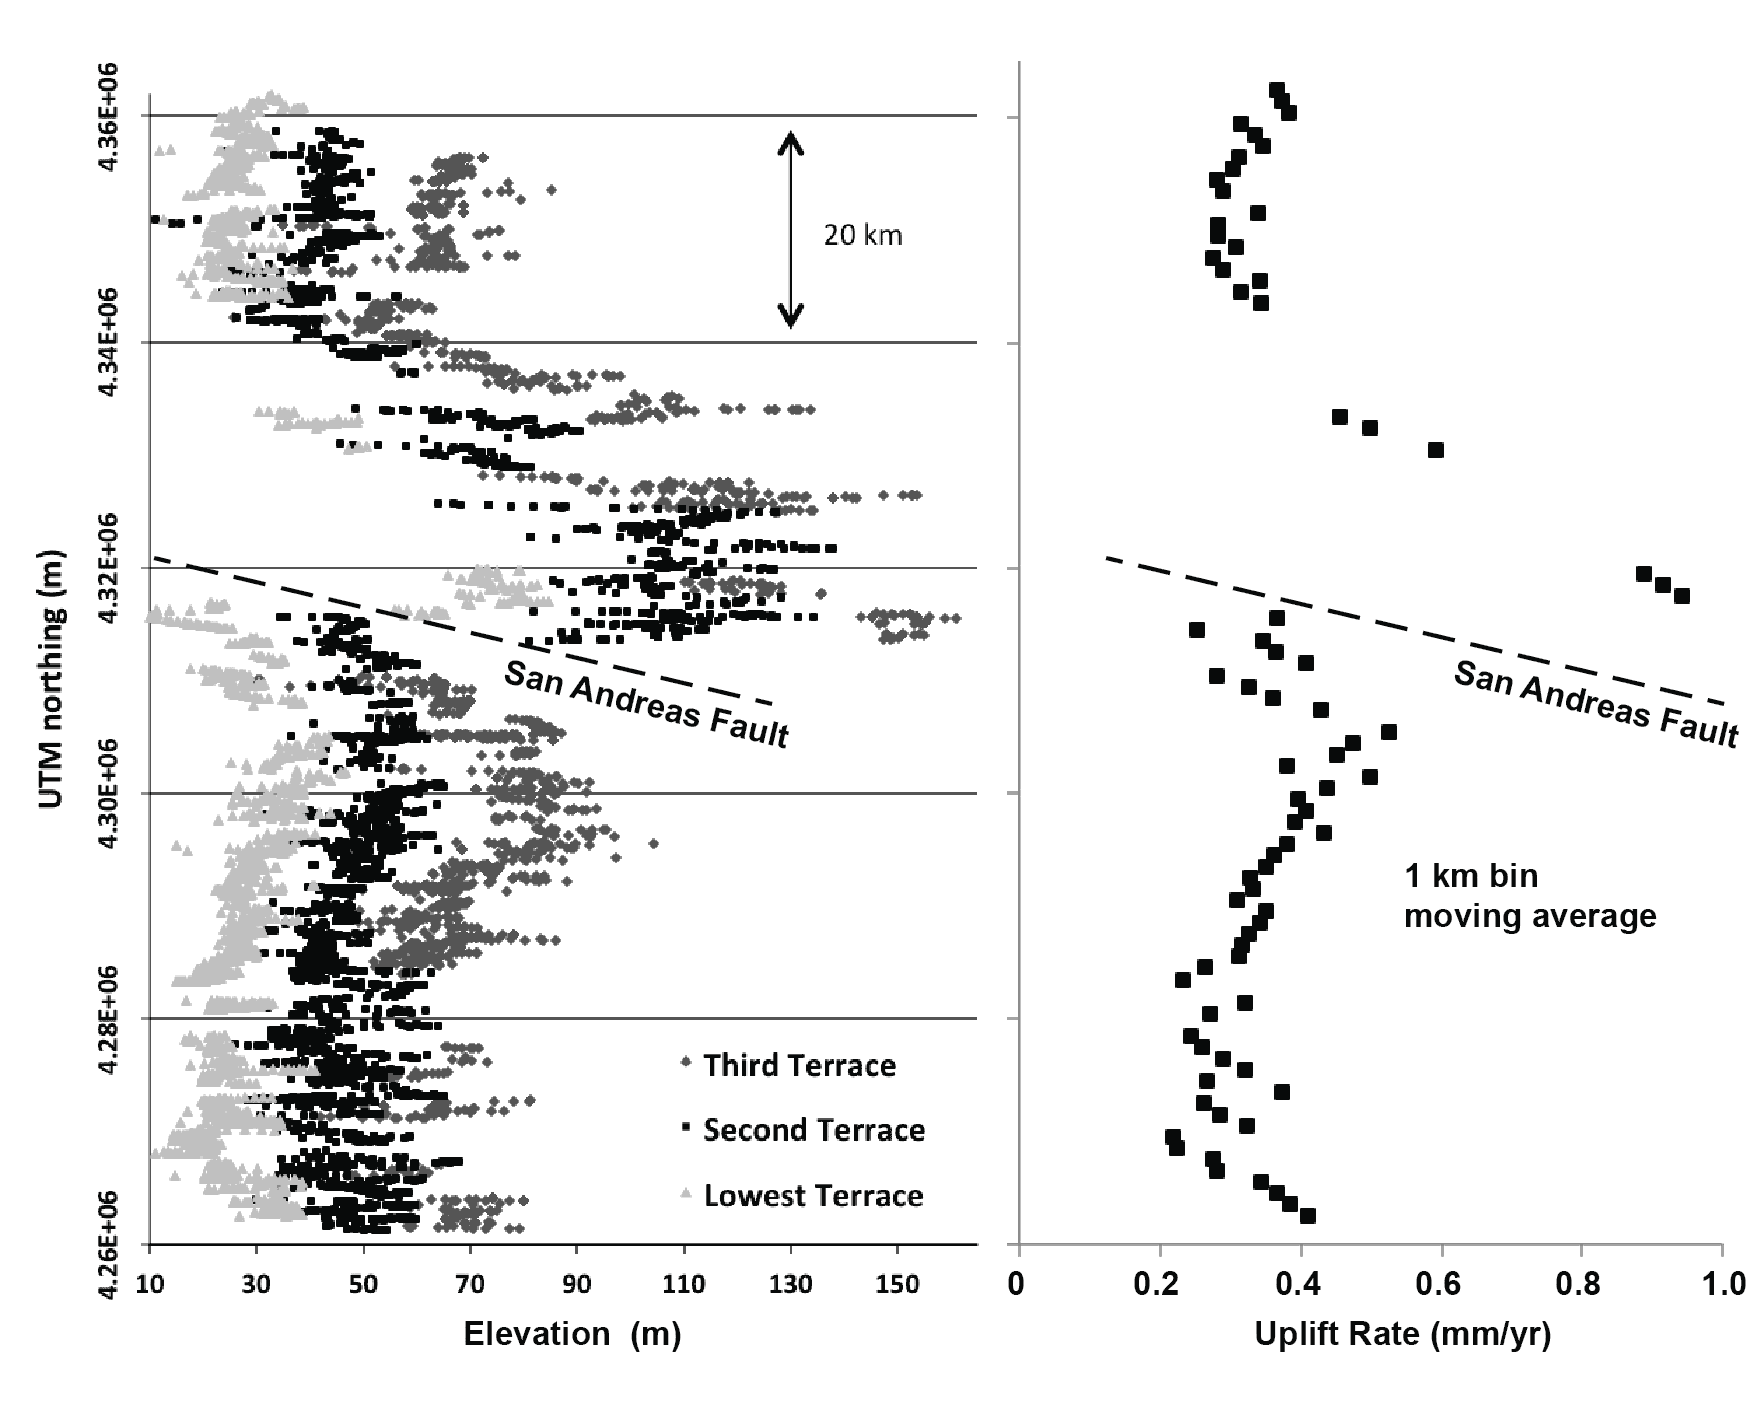 UTM northing (m)
4.36E+06
4.34E+06
4.32E+06
4.30E+06
4.28E+06
4.26E+06
20 km
San Andreas Fault
Third Terrace
Second Terrace
Lowest Terrace
10 30 50 70 90 110 130 150
Elevation (m)
San Andreas Fault
1 km bin
moving average
0 0.2 0.4 0.6 0.8 1.0
Uplift Rate (mm/yr)